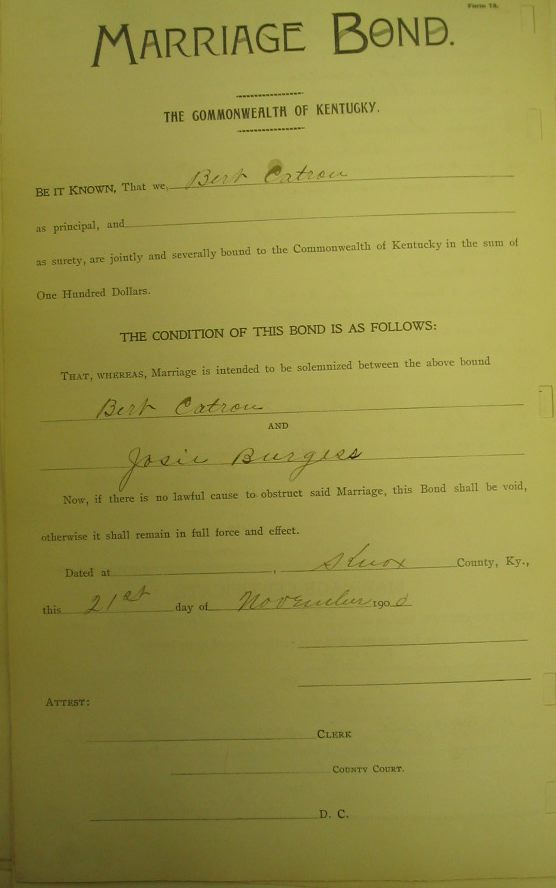 Form 18.
MARRIAGE BOND.
THE COMMONWEALTH OF KENTUCKY.
BE IT KNOWN, That we, Bert Catron
as principal, and
as surety, are jointly and severally bound to the Commonwealth of Kentucky in the sum of
One Hundred Dollars.
THE CONDITION OF THIS BOND IS AS FOLLOWS:
THAT, WHEREAS, Marriage is intended to be solemnized between the above bound
Bert Catron
AND
Josie Burgess
Now, if there is no lawful cause to obstruct said Marriage, this Bond shall be void,
otherwise it shall remain in full force and effect.
Dated at , Knox County, Ky.,
this 21st day of November 1900
ATTEST:
CLERK
COUNTY COURT.
D. C.